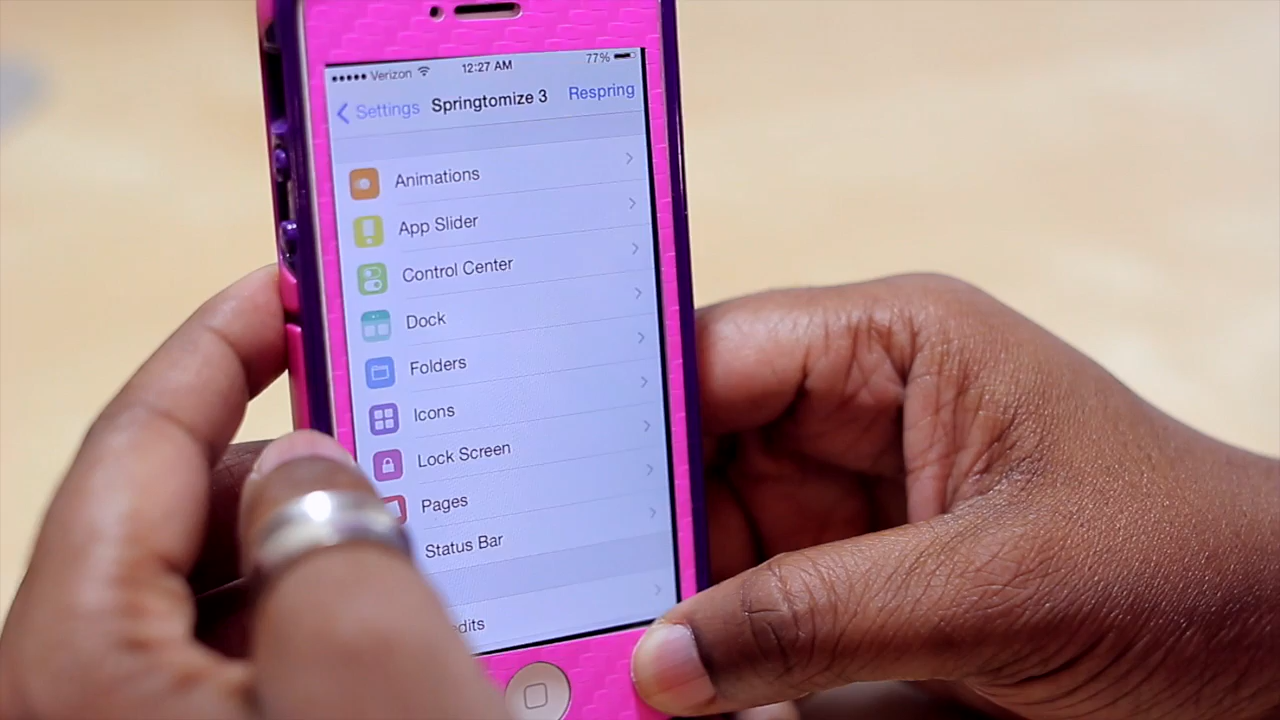 Verizon 12:27 AM 77%
Settings Springtomize 3 Respring
Animations
App Slider
Control Center
Dock
Folders
Icons
Lock Screen
Pages
Status Bar
edits